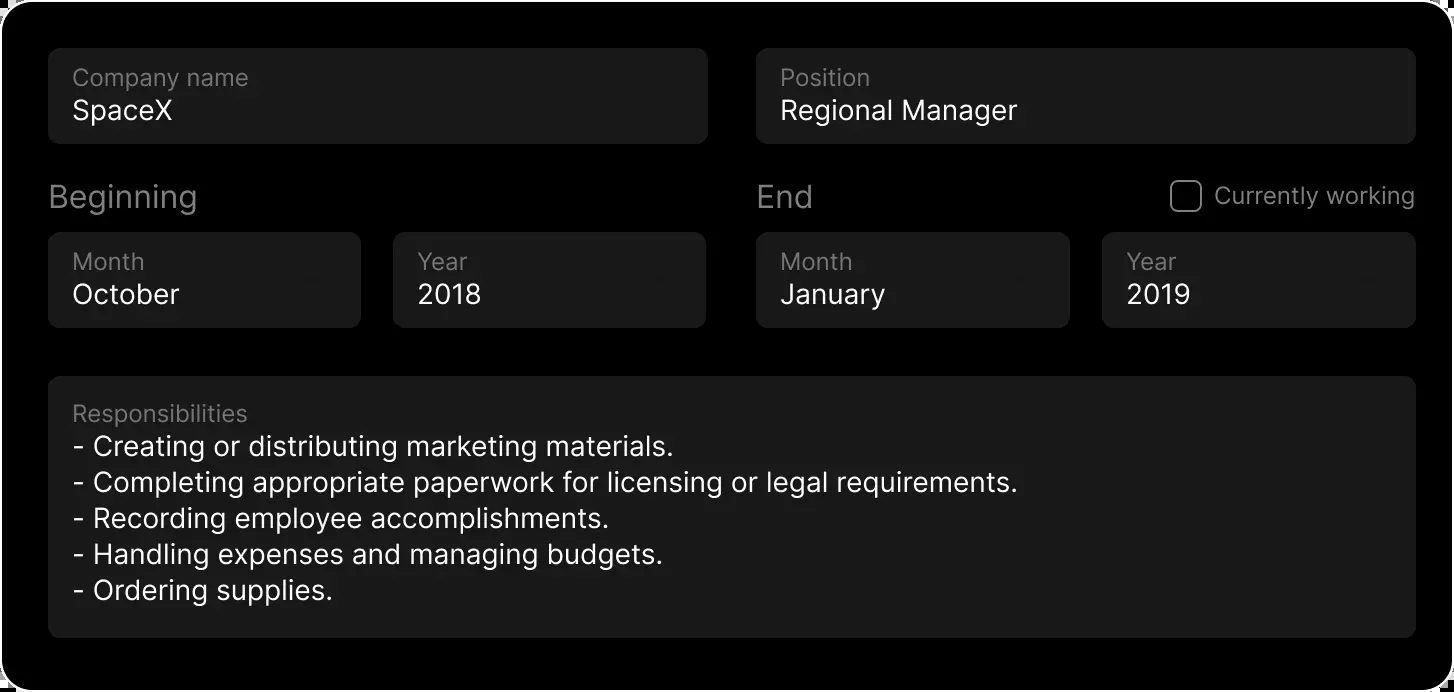 Company name
SpaceX
Position
Regional Manager
Beginning
End
Currently working
Month
October
Year
2018
Month
January
Year
2019
Responsibilities
- Creating or distributing marketing materials.
- Completing appropriate paperwork for licensing or legal requirements.
- Recording employee accomplishments.
- Handling expenses and managing budgets.
- Ordering supplies.